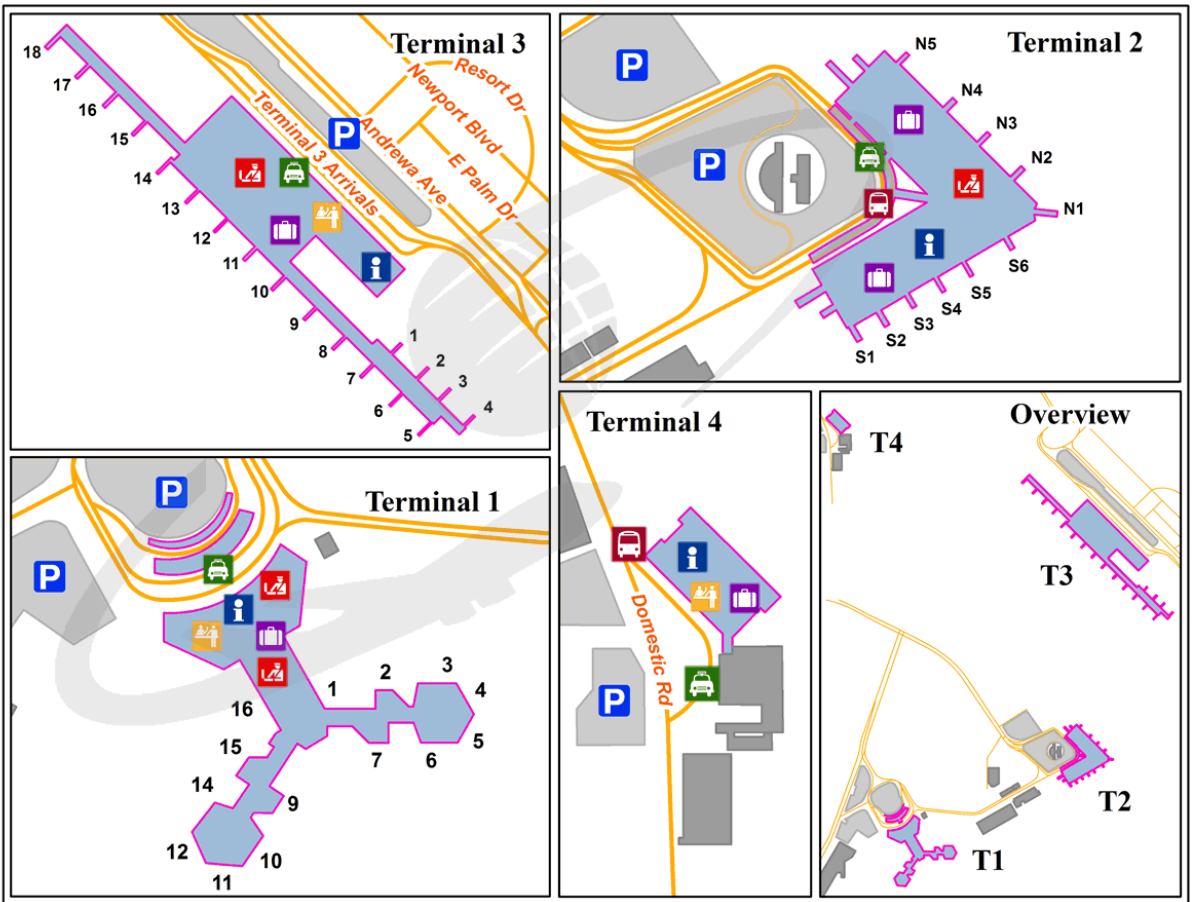 Terminal 3
18
17
16
15
14
13
12
11
10
9
8
7
6
5
1
2
3
4
P
Resort Dr
Newport Blvd
E Palm Dr
Andrewa Ave
Terminal 3 Arrivals
i
Terminal 2
P
P
N5
N4
N3
N2
N1
S6
S5
S4
S3
S2
S1
i
Terminal 1
P
P
i
1
2
3
4
5
6
7
16
15
14
9
12
10
11
Terminal 4
i
Domestic Rd
P
Overview
T4
T3
T2
T1